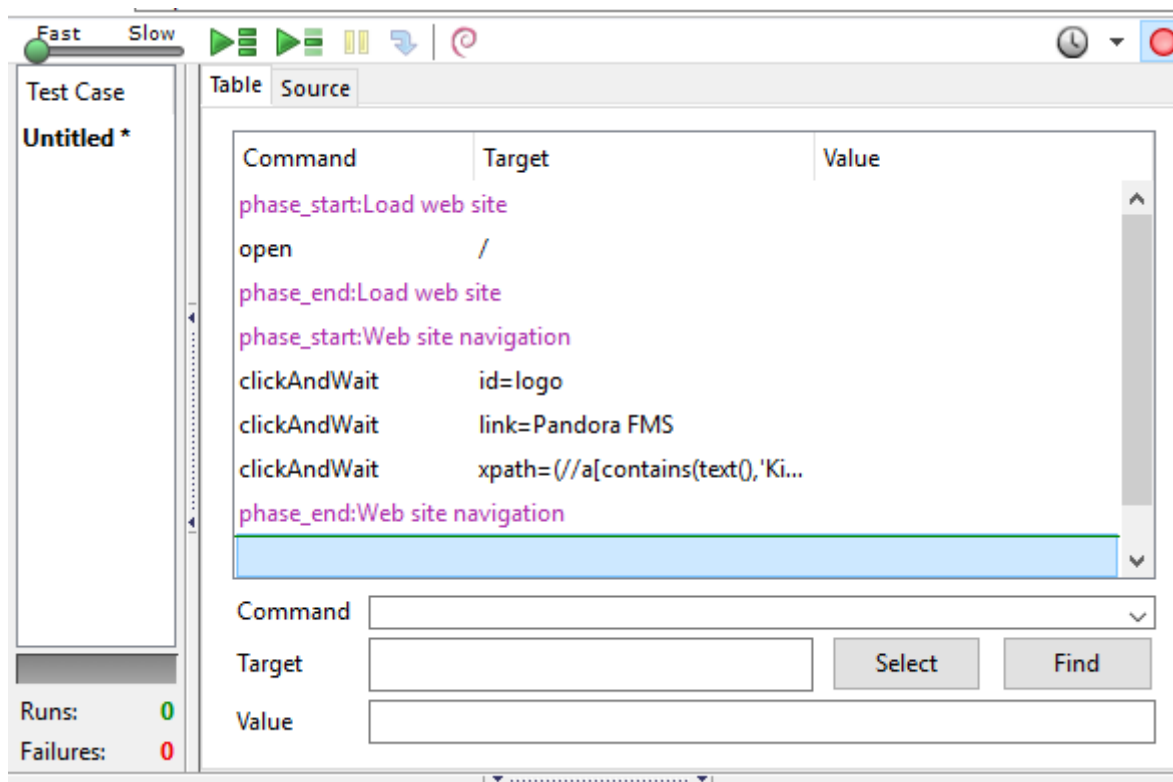 Fast Slow
Test Case
Untitled *
Table Source
Command Target Value
phase_start:Load web site
open /
phase_end:Load web site
phase_start:Web site navigation
clickAndWait id=logo
clickAndWait link=Pandora FMS
clickAndWait xpath=(//a[contains(text(),'Ki...
phase_end:Web site navigation
Command
Target Select Find
Value
Runs: 0
Failures: 0